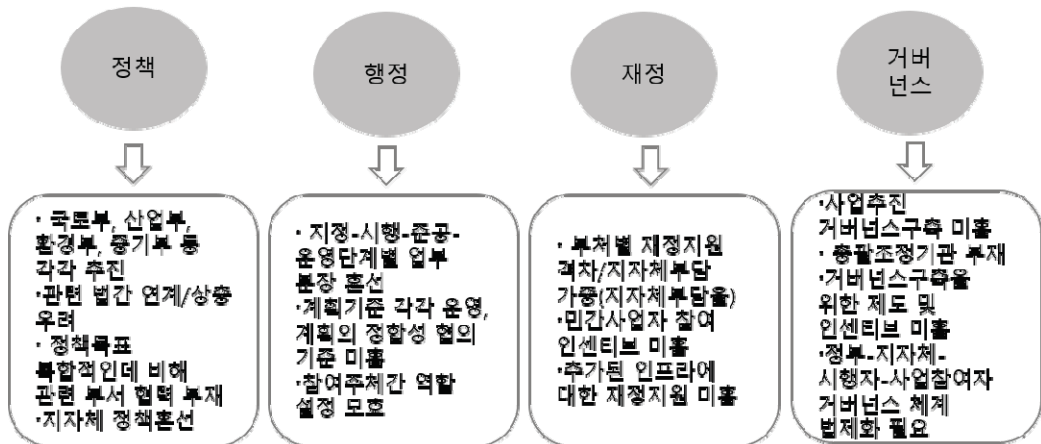 정책
행정
재정
거버
넌스
· 국토부, 산업부,
환경부, 중기부 등
각각 추진
·관련 법간 연계/상충
우려
· 정책목표
복합적인데 비해
관련 부서 협력 부재
·지자체 정책혼선
· 지정-시행-준공-
운영단계별 업무
분장 혼선
·계획기준 각각 운영,
계획의 정합성 협의
기준 미흡
·참여주체간 역할
설정 모호
· 부처별 재정지원
격차/지자체부담
가중(지자체부담율)
·민간사업자 참여
인센티브 미흡
·추가된 인프라에
대한 재정지원 미흡
·사업추진
거버넌스구축 미흡
· 총괄조정기관 부재
·거버넌스구축을
위한 제도 및
인센티브 미흡
·정부-지자체-
시행자-사업참여자
거버넌스 체계
법제화 필요